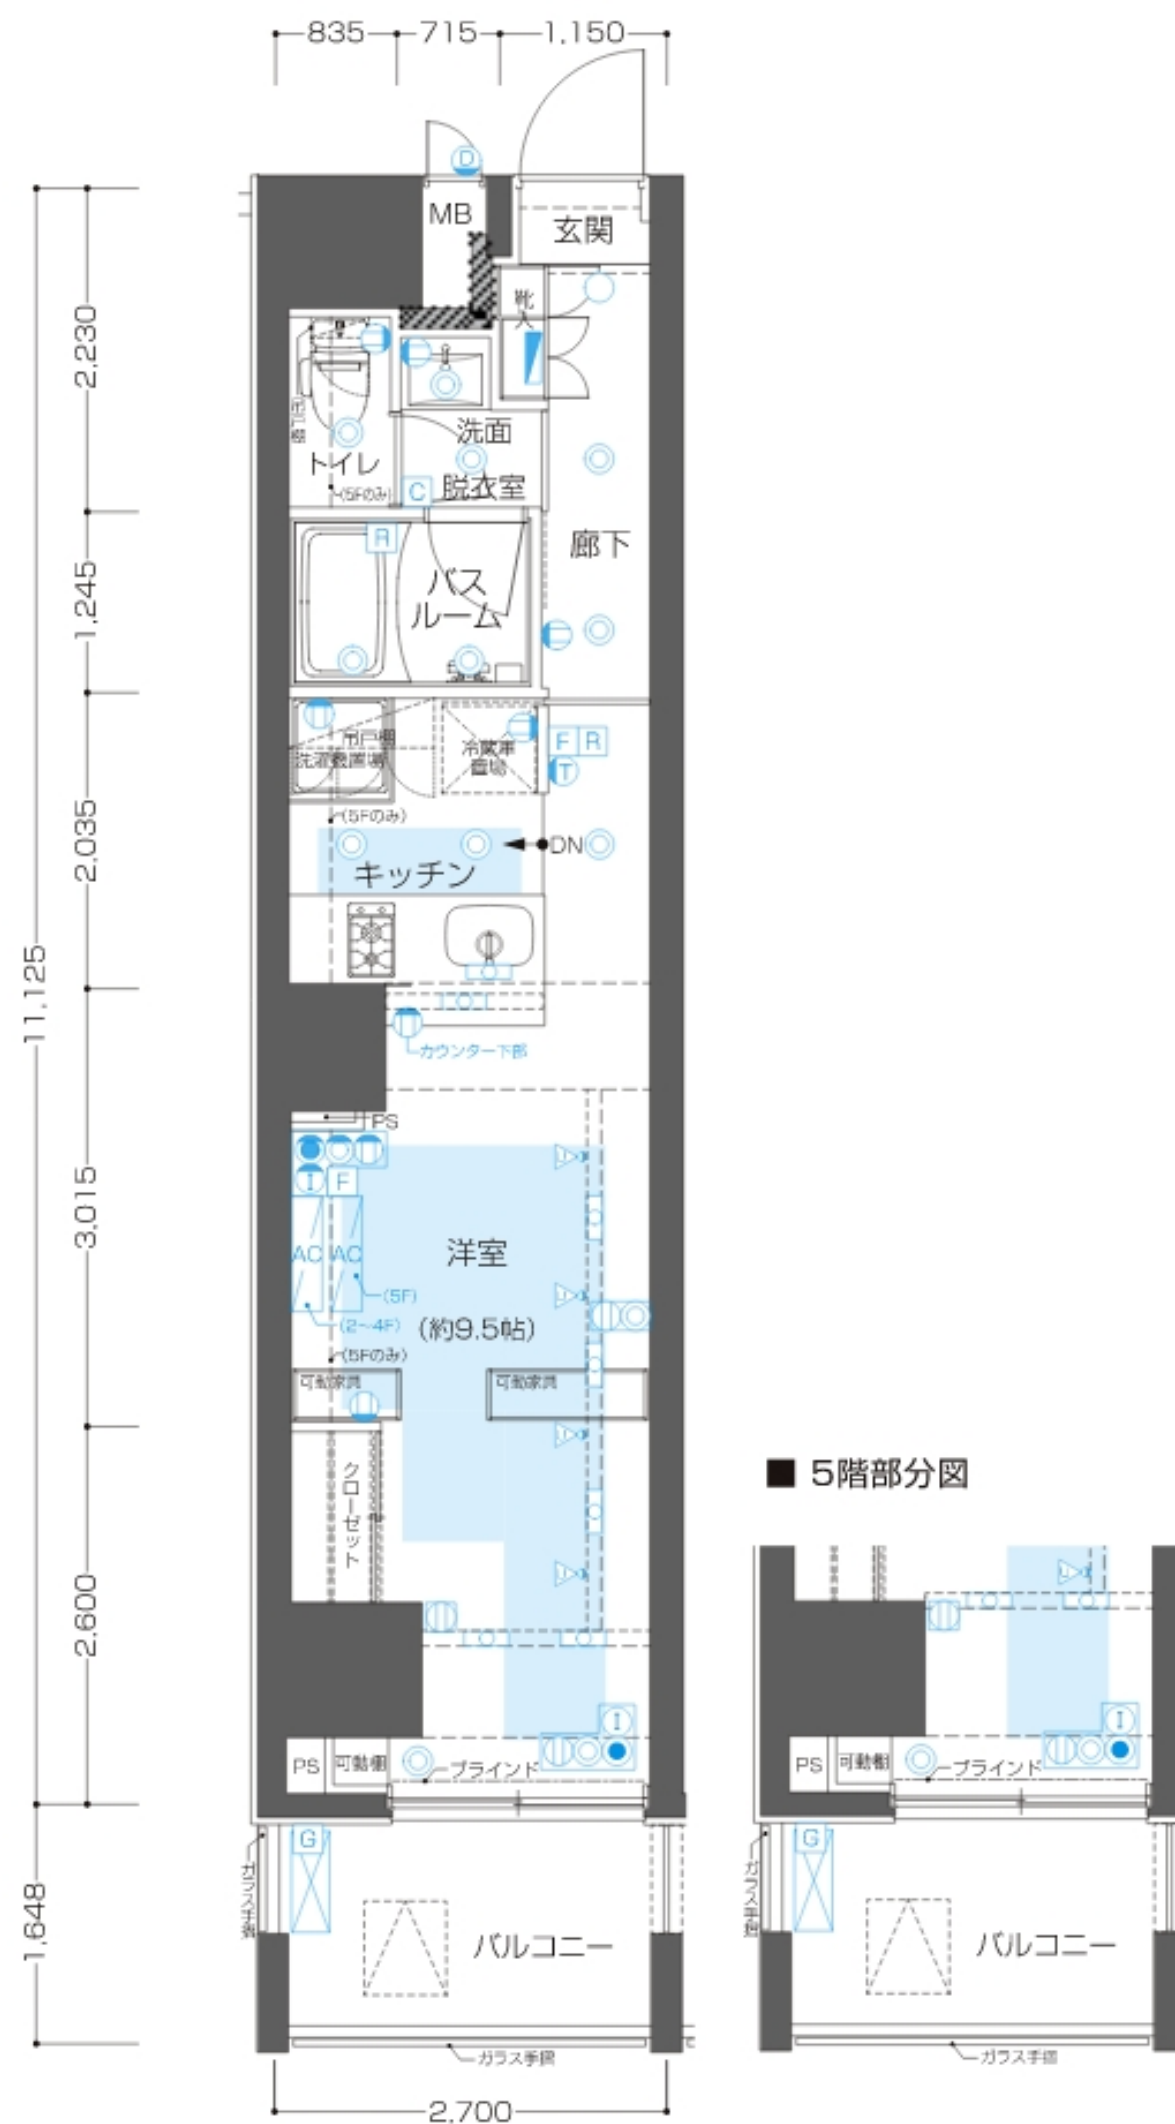 835
715
1,150
D
MB
玄関
靴入
2,230
吊戸棚
トイレ
(5Fのみ)
洗面
脱衣室
C
廊下
1,245
R
バス
ルーム
吊戸棚
洗濯機置場
冷蔵庫
置場
F R
T
(5Fのみ)
DN
キッチン
2,035
11,125
カウンター下部
PS
I F
AC AC
洋室
(約9.5帖)
(5F)
(2~4F)
(5Fのみ)
3,015
可動家具
可動家具
クローゼット
2,600
I
PS
可動棚
ブラインド
G
ガラス手摺
バルコニー
1,648
ガラス手摺
2,700
■ 5階部分図
I
PS
可動棚
ブラインド
G
ガラス手摺
バルコニー
ガラス手摺